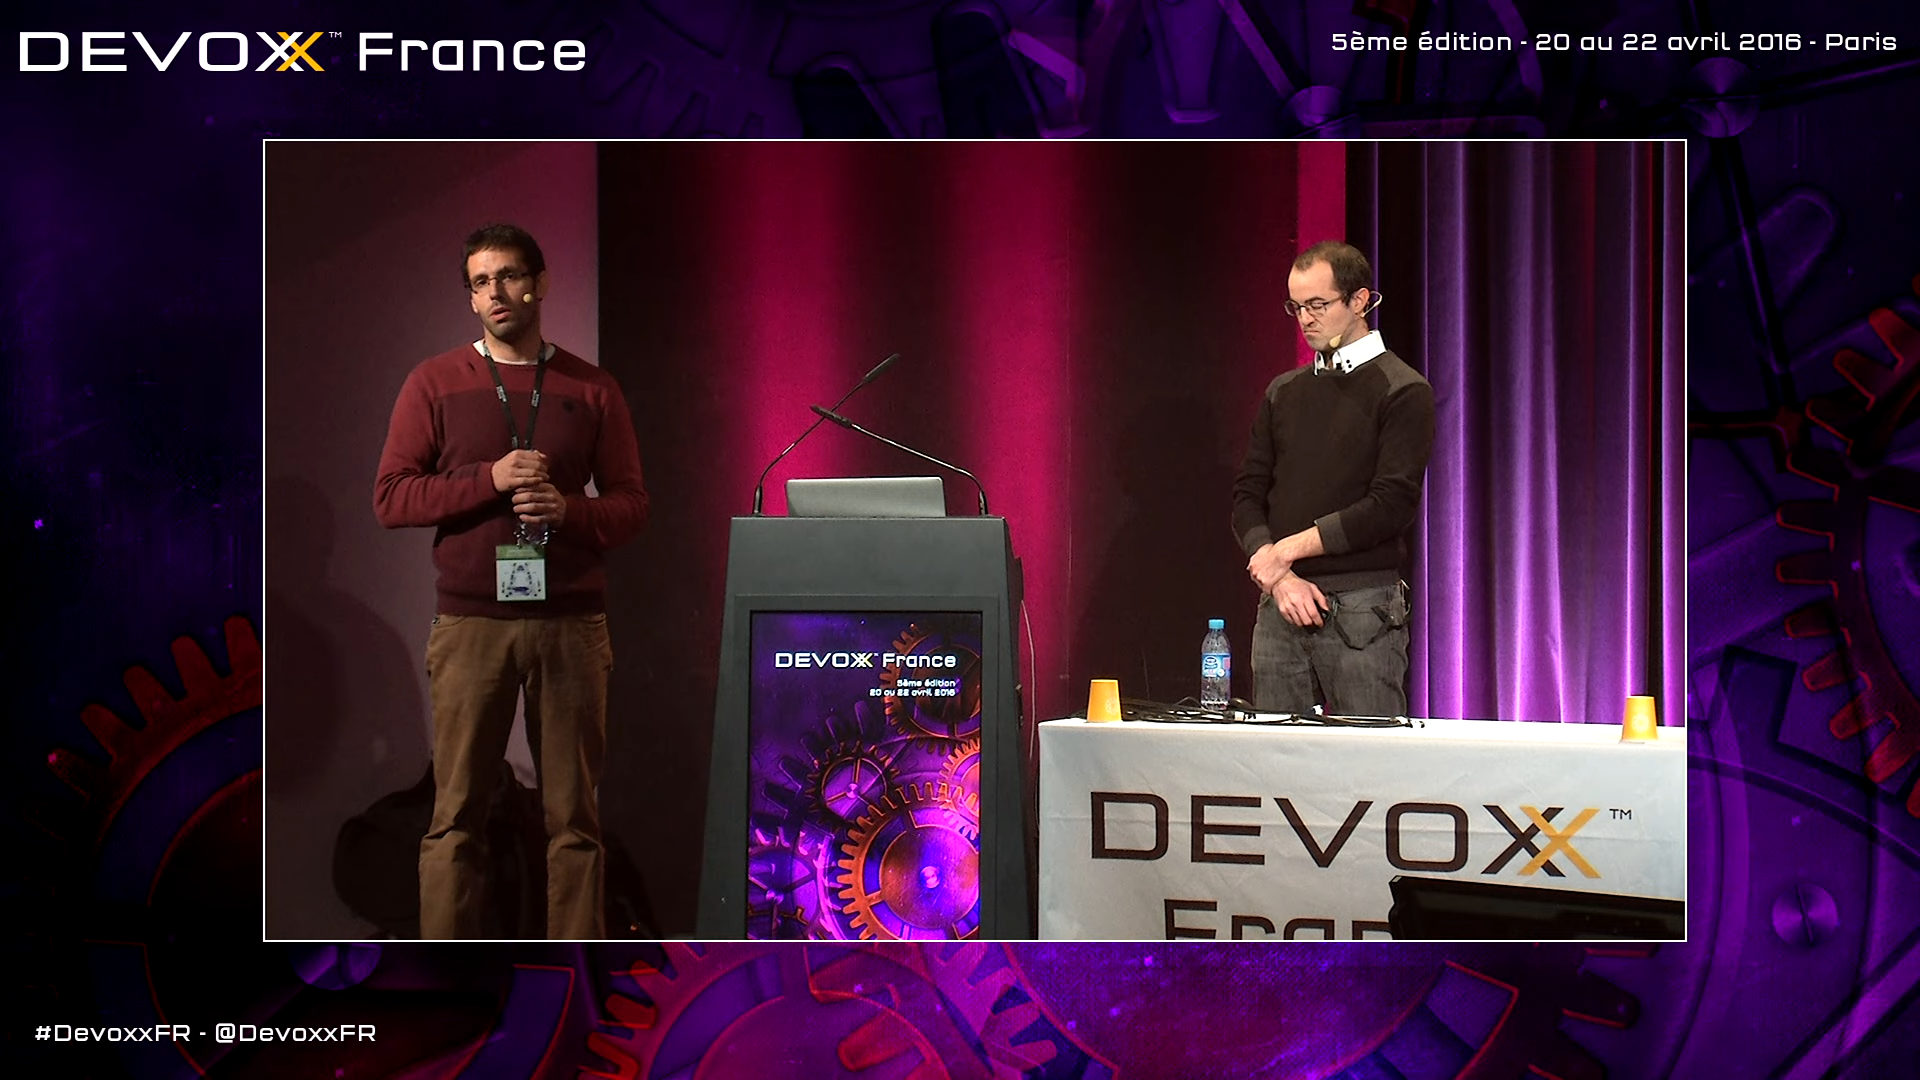 DEVOXX™ France
5ème édition - 20 au 22 avril 2016 - Paris
DEVOXX™ France
5ème édition
20 au 22 avril 2016
DEVOXX™
#DevoxxFR - @DevoxxFR